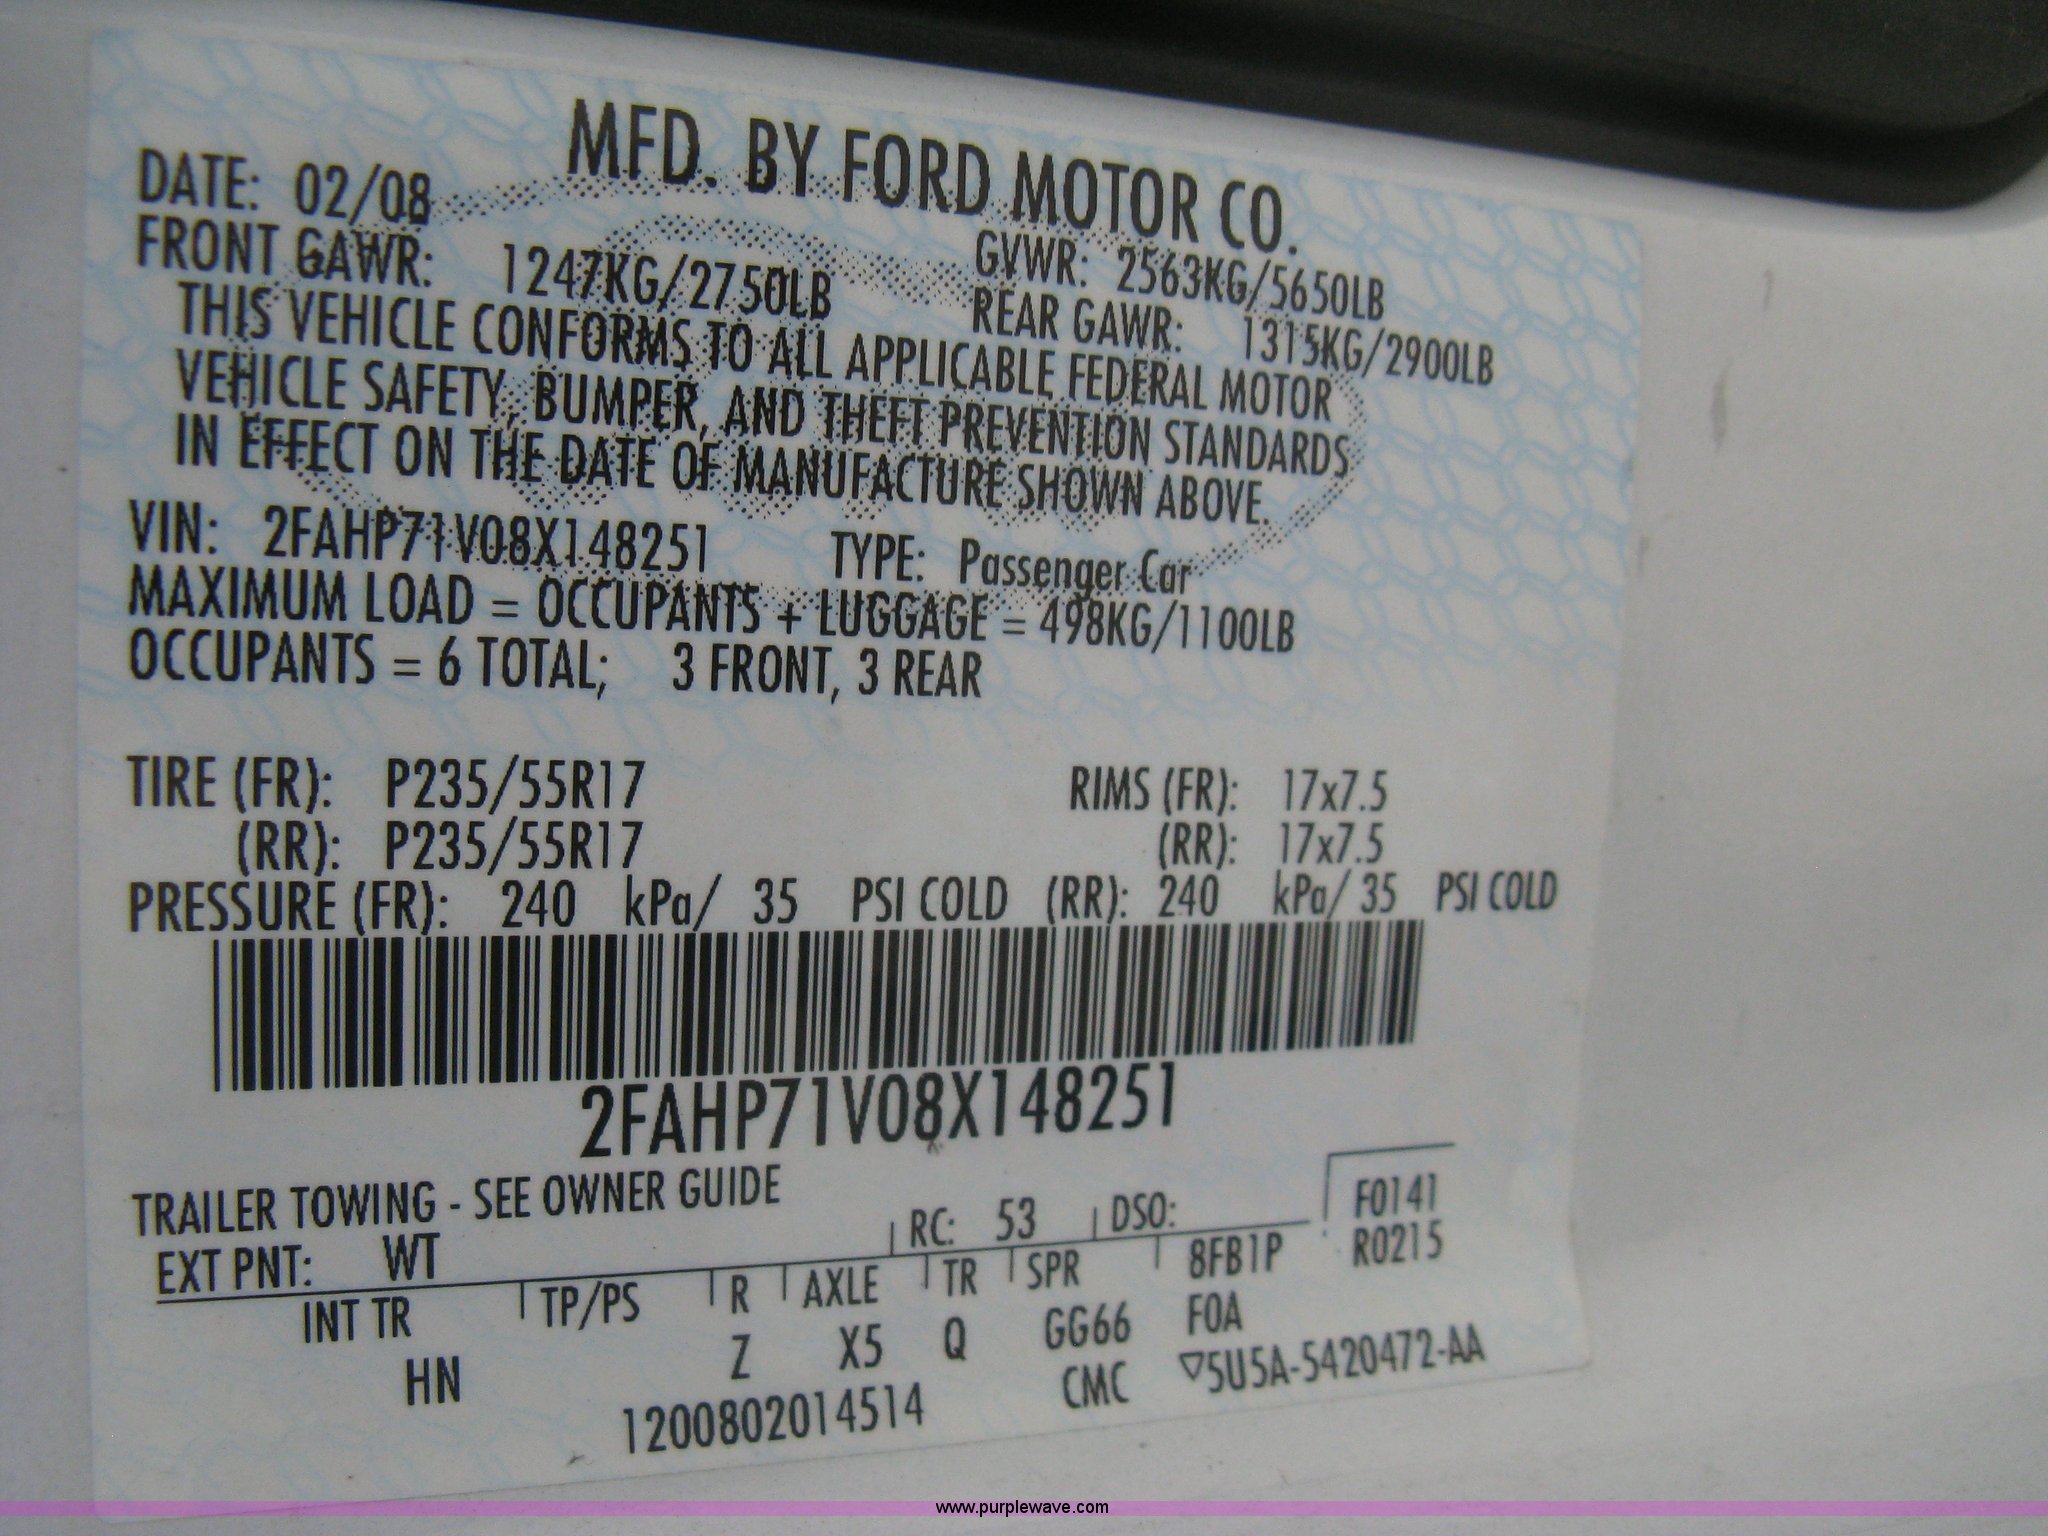 MFD. BY FORD MOTOR CO.
DATE: 02/08 GVWR: 2563KG/5650LB
FRONT GAWR: 1247KG/2750LB REAR GAWR: 1315KG/2900LB
THIS VEHICLE CONFORMS TO ALL APPLICABLE FEDERAL MOTOR
VEHICLE SAFETY, BUMPER, AND THEFT PREVENTION STANDARDS
IN EFFECT ON THE DATE OF MANUFACTURE SHOWN ABOVE.
VIN: 2FAHP71V08X148251 TYPE: Passenger Car
MAXIMUM LOAD = OCCUPANTS + LUGGAGE = 498KG/1100LB
OCCUPANTS = 6 TOTAL; 3 FRONT, 3 REAR
TIRE (FR): P235/55R17 RIMS (FR): 17x7.5
(RR): P235/55R17 (RR): 17x7.5
PRESSURE (FR): 240 kPa/ 35 PSI COLD (RR): 240 kPa/ 35 PSI COLD
2FAHP71V08X148251
TRAILER TOWING - SEE OWNER GUIDE
EXT PNT: WT RC: 53 DSO: F0141
INT TR TP/PS R AXLE TR SPR 8FB1P R0215
HN Z X5 Q GG66 F0A
1200802014514 CMC ▽5U5A-5420472-AA
www.purplewave.com